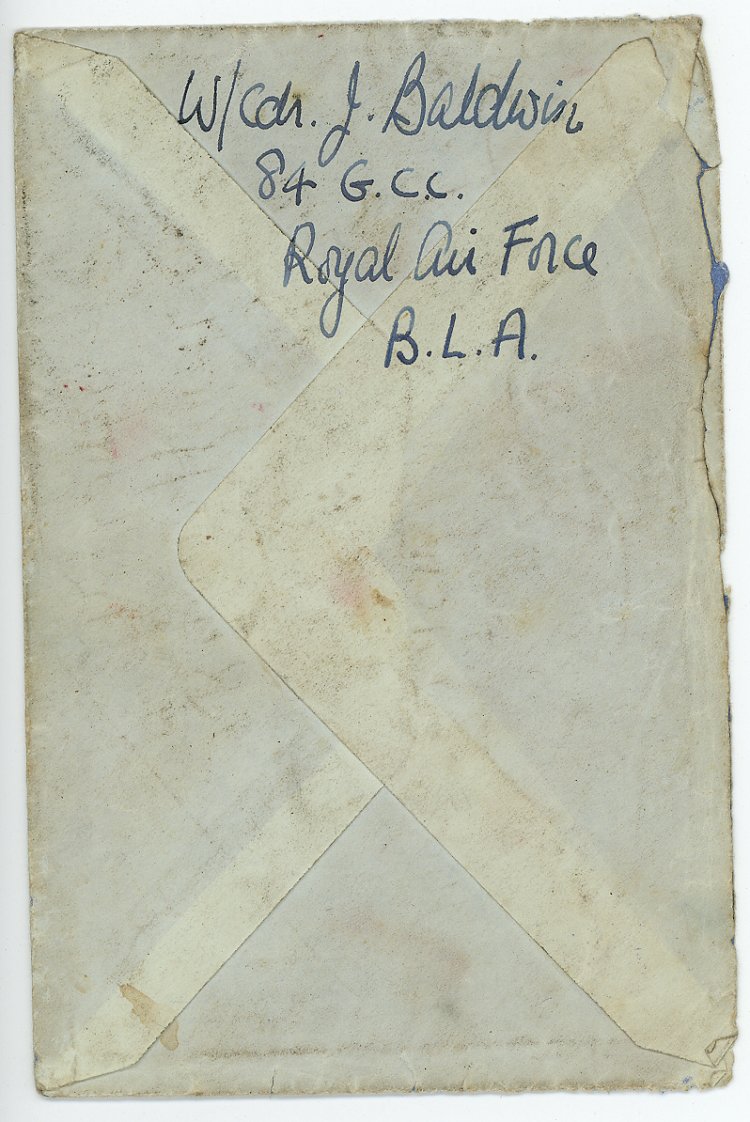 W/Cdr. J. Baldwin
84 G.C.C.
Royal Air Force
B.L.A.